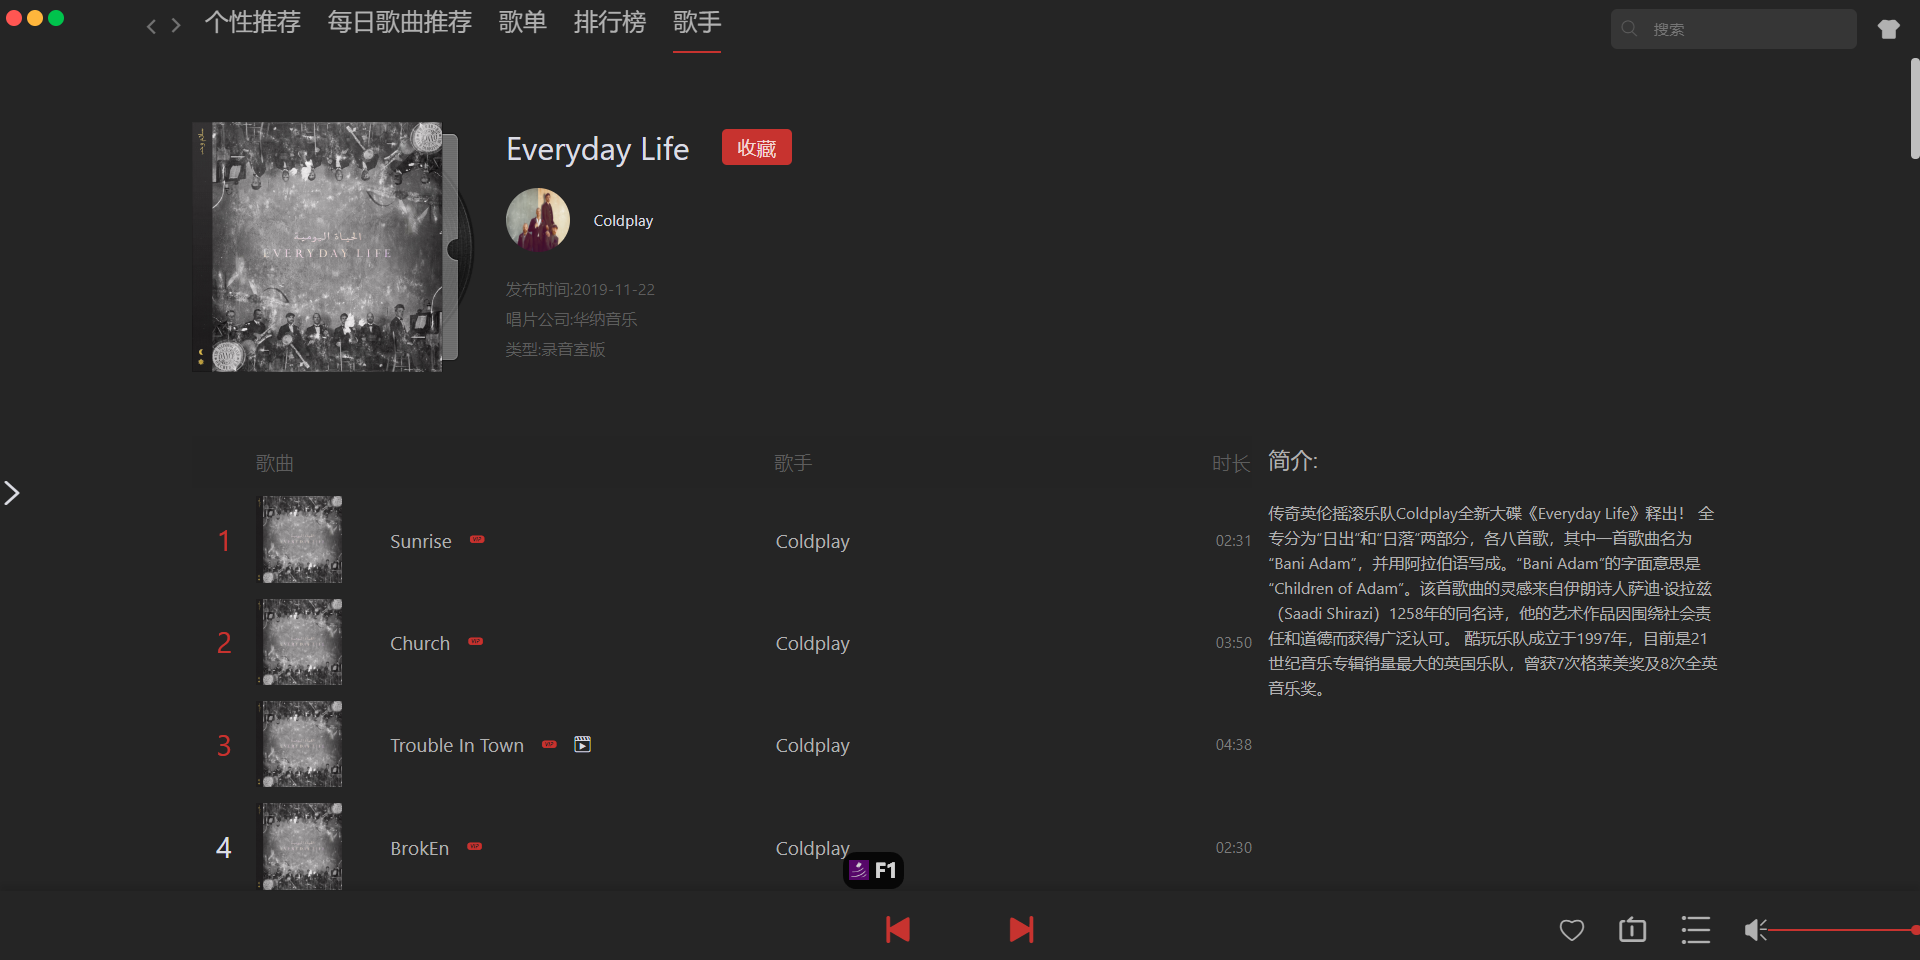 个性推荐 每日歌曲推荐 歌单 排行榜 歌手
搜索
الحياة اليومية
EVERYDAY LIFE
Everyday Life 收藏
Coldplay
发布时间:2019-11-22
唱片公司:华纳音乐
类型:录音室版
歌曲 歌手 时长
1 Sunrise VIP Coldplay 02:31
2 Church VIP Coldplay 03:50
3 Trouble In Town VIP Coldplay 04:38
4 BrokEn VIP Coldplay 02:30
简介:
传奇英伦摇滚乐队Coldplay全新大碟《Everyday Life》释出！ 全
专分为“日出“和“日落”两部分，各八首歌，其中一首歌曲名为
“Bani Adam”，并用阿拉伯语写成。“Bani Adam”的字面意思是
“Children of Adam”。该首歌曲的灵感来自伊朗诗人萨迪·设拉兹
（Saadi Shirazi）1258年的同名诗，他的艺术作品因围绕社会责
任和道德而获得广泛认可。 酷玩乐队成立于1997年，目前是21
世纪音乐专辑销量最大的英国乐队，曾获7次格莱美奖及8次全英
音乐奖。
F1